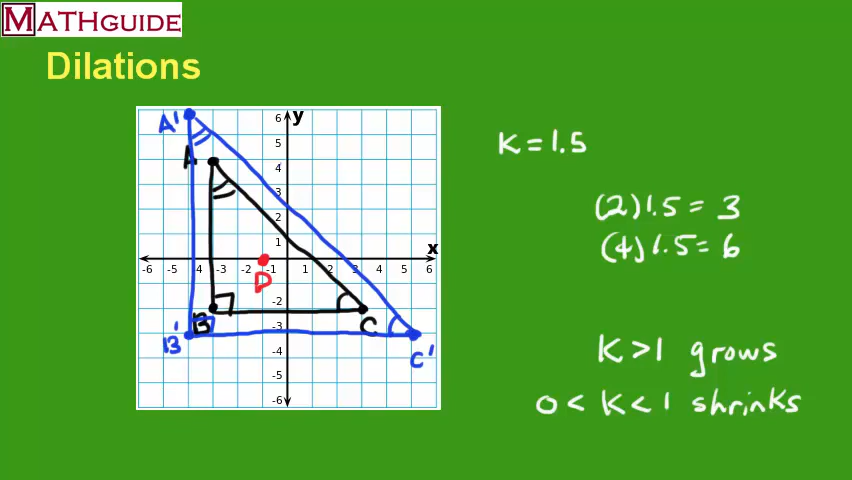 MATHGUIDE
Dilations
y
6
5
4
3
2
1
x
-6 -5 -4 -3 -2 -1 1 2 3 4 5 6
-2
-3
-4
-5
-6
A'
A
D
B
C
B'
C'
K = 1.5
(2)1.5 = 3
(4)1.5 = 6
K > 1 grows
0 < K < 1 shrinks